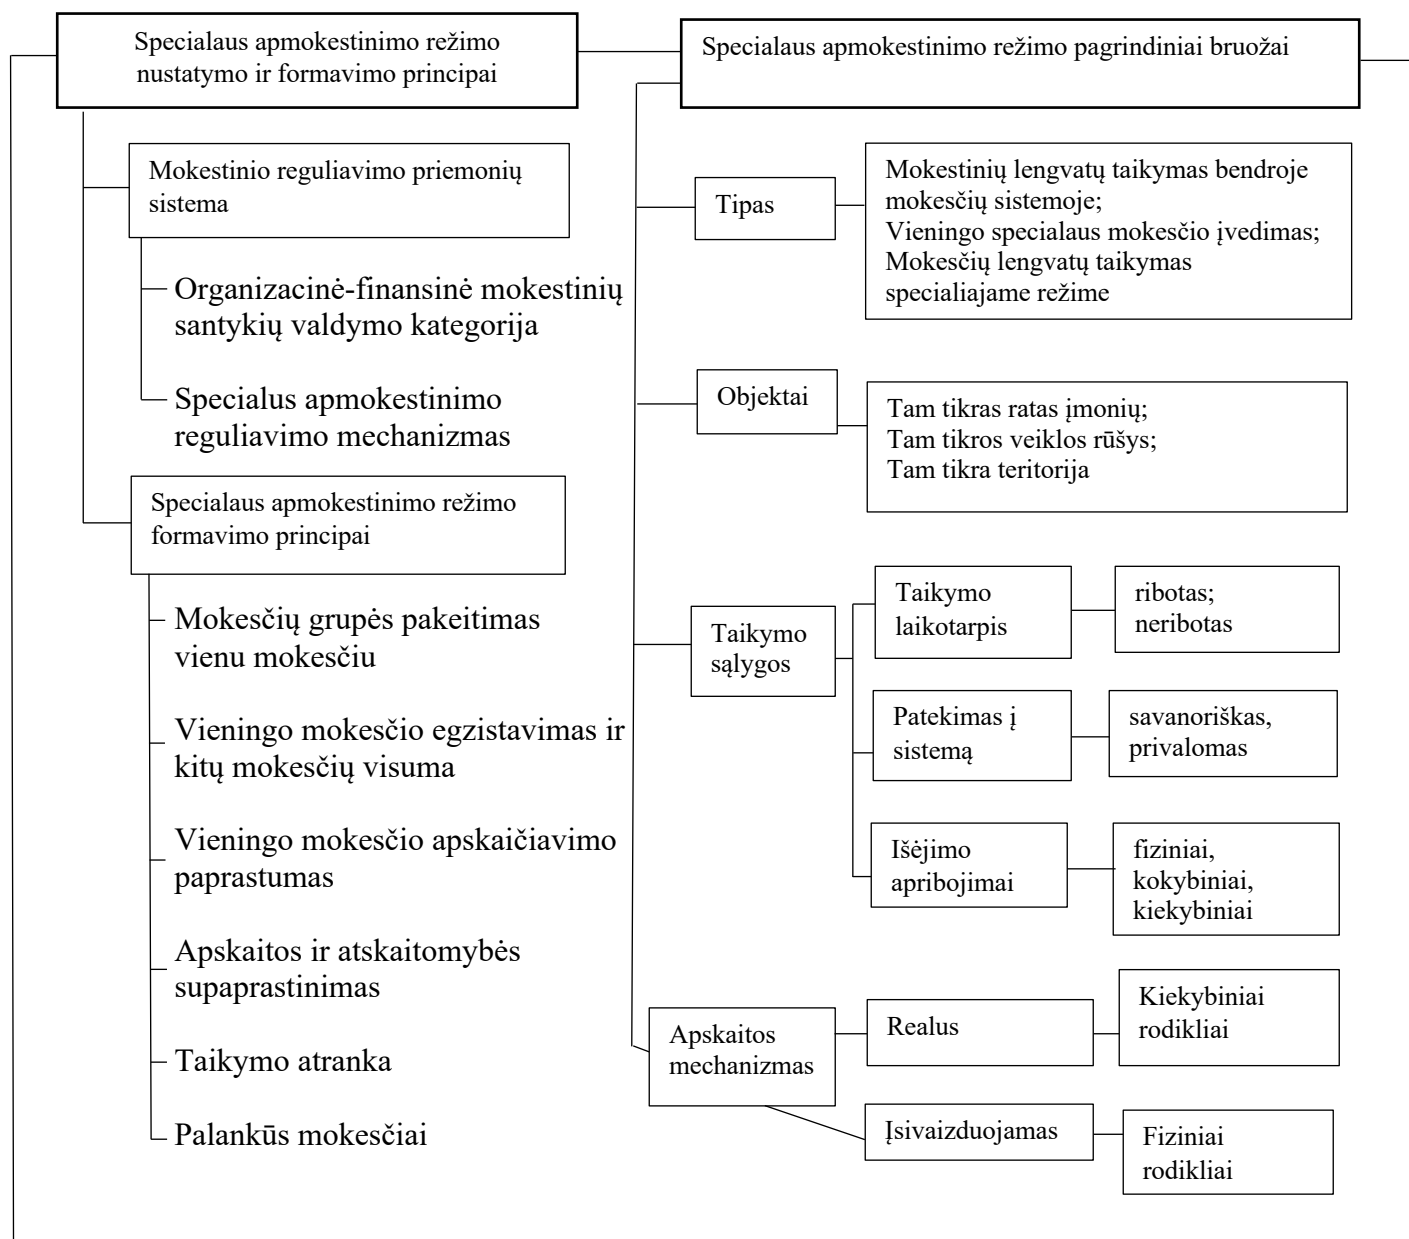 Specialaus apmokestinimo režimo
nustatymo ir formavimo principai
Mokestinio reguliavimo priemonių
sistema
Organizacinė-finansinė mokestinių
santykių valdymo kategorija
Specialus apmokestinimo
reguliavimo mechanizmas
Specialaus apmokestinimo režimo
formavimo principai
Mokesčių grupės pakeitimas
vienu mokesčiu
Vieningo mokesčio egzistavimas ir
kitų mokesčių visuma
Vieningo mokesčio apskaičiavimo
paprastumas
Apskaitos ir atskaitomybės
supaprastinimas
Taikymo atranka
Palankūs mokesčiai
Specialaus apmokestinimo režimo pagrindiniai bruožai
Tipas
Mokestinių lengvatų taikymas bendroje
mokesčių sistemoje;
Vieningo specialaus mokesčio įvedimas;
Mokesčių lengvatų taikymas
specialiajame režime
Objektai
Tam tikras ratas įmonių;
Tam tikros veiklos rūšys;
Tam tikra teritorija
Taikymo
sąlygos
Taikymo
laikotarpis
ribotas;
neribotas
Patekimas į
sistemą
savanoriškas,
privalomas
Išėjimo
apribojimai
fiziniai,
kokybiniai,
kiekybiniai
Apskaitos
mechanizmas
Realus
Kiekybiniai
rodikliai
Įsivaizduojamas
Fiziniai
rodikliai